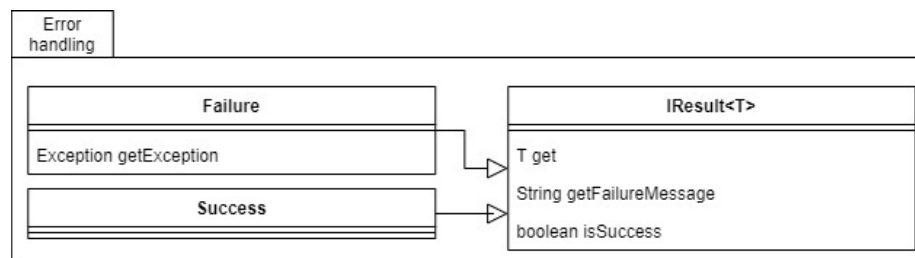 Error
handling
Failure
Exception getException
Success
IResult<T>
T get
String getFailureMessage
boolean isSuccess